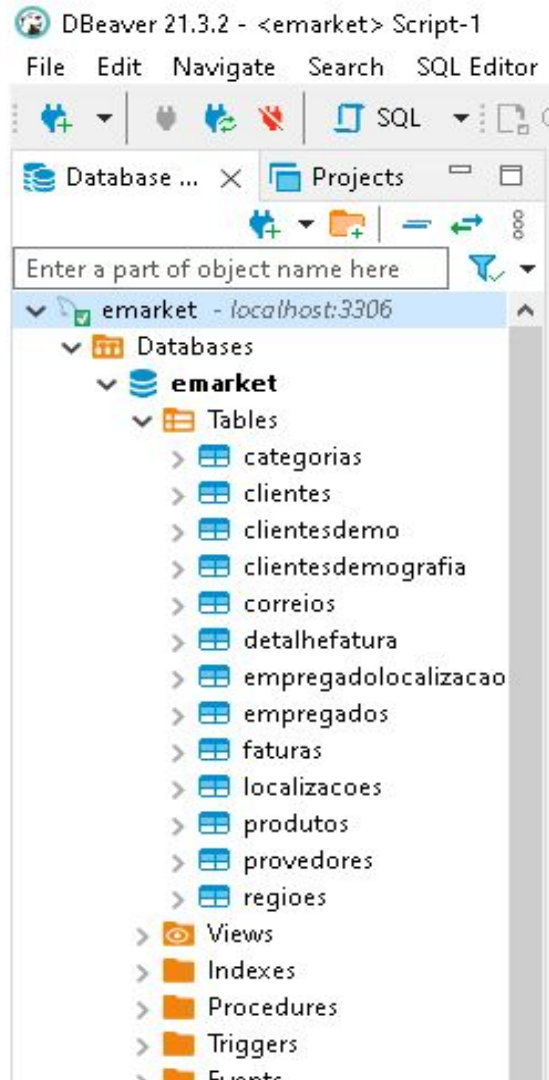 DBeaver 21.3.2 - <emarket> Script-1
File Edit Navigate Search SQL Editor
SQL
Database ... Projects
Enter a part of object name here
emarket - localhost:3306
Databases
emarket
Tables
categorias
clientes
clientesdemo
clientesdemografia
correios
detalhefatura
empregadolocalizacao
empregados
faturas
localizacoes
produtos
provedores
regioes
Views
Indexes
Procedures
Triggers
Events